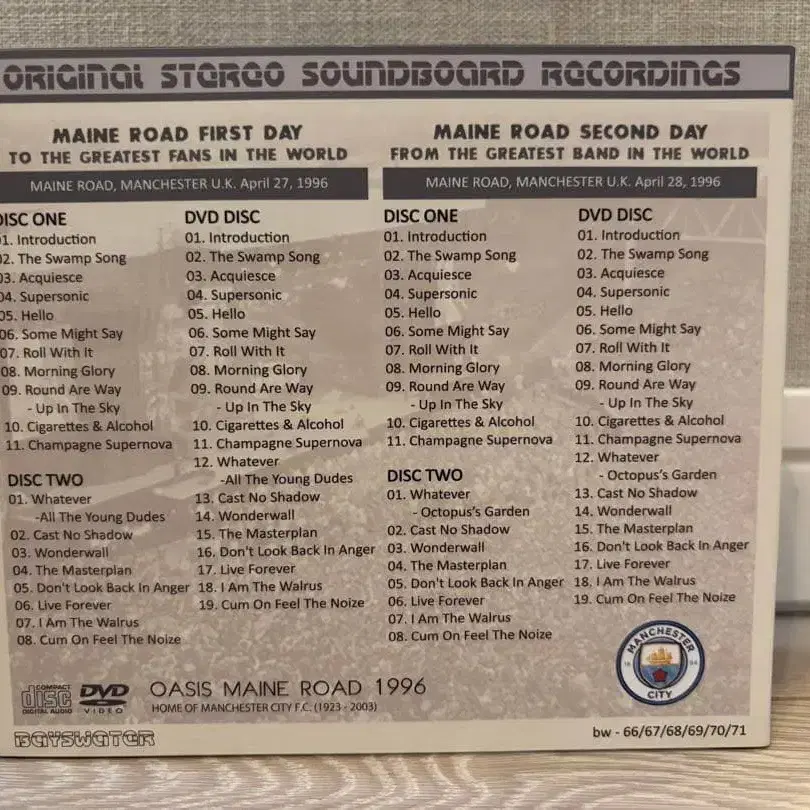 ORIGINAL STEREO SOUNDBOARD RECORDINGS
MAINE ROAD FIRST DAY
TO THE GREATEST FANS IN THE WORLD
MAINE ROAD, MANCHESTER U.K. April 27, 1996
DISC ONE
01. Introduction
02. The Swamp Song
03. Acquiesce
04. Supersonic
05. Hello
06. Some Might Say
07. Roll With It
08. Morning Glory
09. Round Are Way
- Up In The Sky
10. Cigarettes & Alcohol
11. Champagne Supernova
DISC TWO
01. Whatever
-All The Young Dudes
02. Cast No Shadow
03. Wonderwall
04. The Masterplan
05. Don't Look Back In Anger
06. Live Forever
07. I Am The Walrus
08. Cum On Feel The Noize
DVD DISC
01. Introduction
02. The Swamp Song
03. Acquiesce
04. Supersonic
05. Hello
06. Some Might Say
07. Roll With It
08. Morning Glory
09. Round Are Way
- Up In The Sky
10. Cigarettes & Alcohol
11. Champagne Supernova
12. Whatever
-All The Young Dudes
13. Cast No Shadow
14. Wonderwall
15. The Masterplan
16. Don't Look Back In Anger
17. Live Forever
18. I Am The Walrus
19. Cum On Feel The Noize
MAINE ROAD SECOND DAY
FROM THE GREATEST BAND IN THE WORLD
MAINE ROAD, MANCHESTER U.K. April 28, 1996
DISC ONE
01. Introduction
02. The Swamp Song
03. Acquiesce
04. Supersonic
05. Hello
06. Some Might Say
07. Roll With It
08. Morning Glory
09. Round Are Way
- Up In The Sky
10. Cigarettes & Alcohol
11. Champagne Supernova
DISC TWO
01. Whatever
- Octopus's Garden
02. Cast No Shadow
03. Wonderwall
04. The Masterplan
05. Don't Look Back In Anger
06. Live Forever
07. I Am The Walrus
08. Cum On Feel The Noize
DVD DISC
01. Introduction
02. The Swamp Song
03. Acquiesce
04. Supersonic
05. Hello
06. Some Might Say
07. Roll With It
08. Morning Glory
09. Round Are Way
- Up In The Sky
10. Cigarettes & Alcohol
11. Champagne Supernova
12. Whatever
- Octopus's Garden
13. Cast No Shadow
14. Wonderwall
15. The Masterplan
16. Don't Look Back In Anger
17. Live Forever
18. I Am The Walrus
19. Cum On Feel The Noize
MANCHESTER
18 94
CITY
COMPACT
disc
DIGITAL AUDIO
DVD
VIDEO
OASIS MAINE ROAD 1996
HOME OF MANCHESTER CITY F.C. (1923 - 2003)
BAYSWATER
bw - 66/67/68/69/70/71